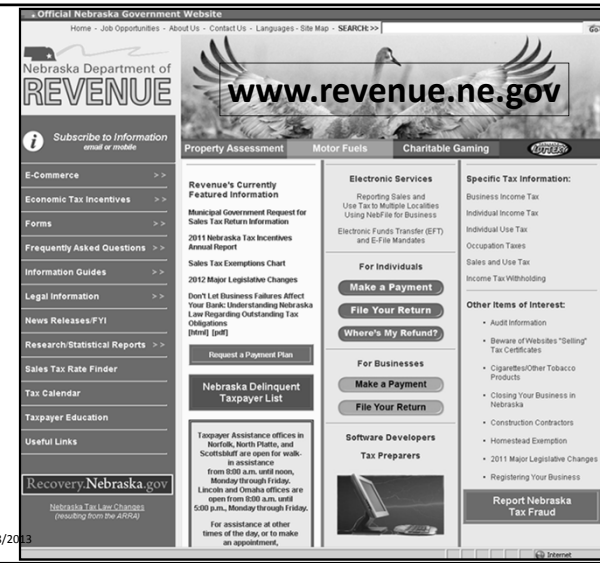 Official Nebraska Government Website
Home - Job Opportunities - About Us - Contact Us - Languages - Site Map - SEARCH: >>
Nebraska Department of
REVENUE
www.revenue.ne.gov
Subscribe to Information
email or mobile
Property Assessment Motor Fuels Charitable Gaming
E-Commerce >>
Economic Tax Incentives >>
Forms >>
Frequently Asked Questions >>
Information Guides >>
Legal Information >>
News Releases/FYI
Research/Statistical Reports >>
Sales Tax Rate Finder
Tax Calendar
Taxpayer Education
Useful Links
Recovery.Nebraska.gov
Nebraska Tax Law Changes
(resulting from the ARRA)
Revenue's Currently
Featured Information
Municipal Government Request for
Sales Tax Return Information
2011 Nebraska Tax Incentives
Annual Report
Sales Tax Exemptions Chart
2012 Major Legislative Changes
Don't Let Business Failures Affect
Your Bank: Understanding Nebraska
Law Regarding Outstanding Tax
Obligations
[html] [pdf]
Request a Payment Plan
Nebraska Delinquent
Taxpayer List
Taxpayer Assistance offices in
Norfolk, North Platte, and
Scottsbluff are open for walk-
in assistance
from 8:00 a.m. until noon,
Monday through Friday.
Lincoln and Omaha offices are
open from 8:00 until
5:00 p.m., Monday through Friday.
For assistance at other
times of the day, or to make
an appointment,
Electronic Services
Reporting Sales and
Use Tax to Multiple Localities
Using NebFile for Business
Electronic Funds Transfer (EFT)
and E-File Mandates
For Individuals
Make a Payment
File Your Return
Where's My Refund?
For Businesses
Make a Payment
File Your Return
Software Developers
Tax Preparers
Specific Tax Information:
Business Income Tax
Individual Income Tax
Individual Use Tax
Occupation Taxes
Sales and Use Tax
Income Tax Withholding
Other Items of Interest:
• Audit Information
• Beware of Websites "Selling"
Tax Certificates
• Cigarettes/Other Tobacco
Products
• Closing Your Business in
Nebraska
• Construction Contractors
• Homestead Exemption
• 2011 Major Legislative Changes
• Registering Your Business
Report Nebraska
Tax Fraud
/2013
Internet